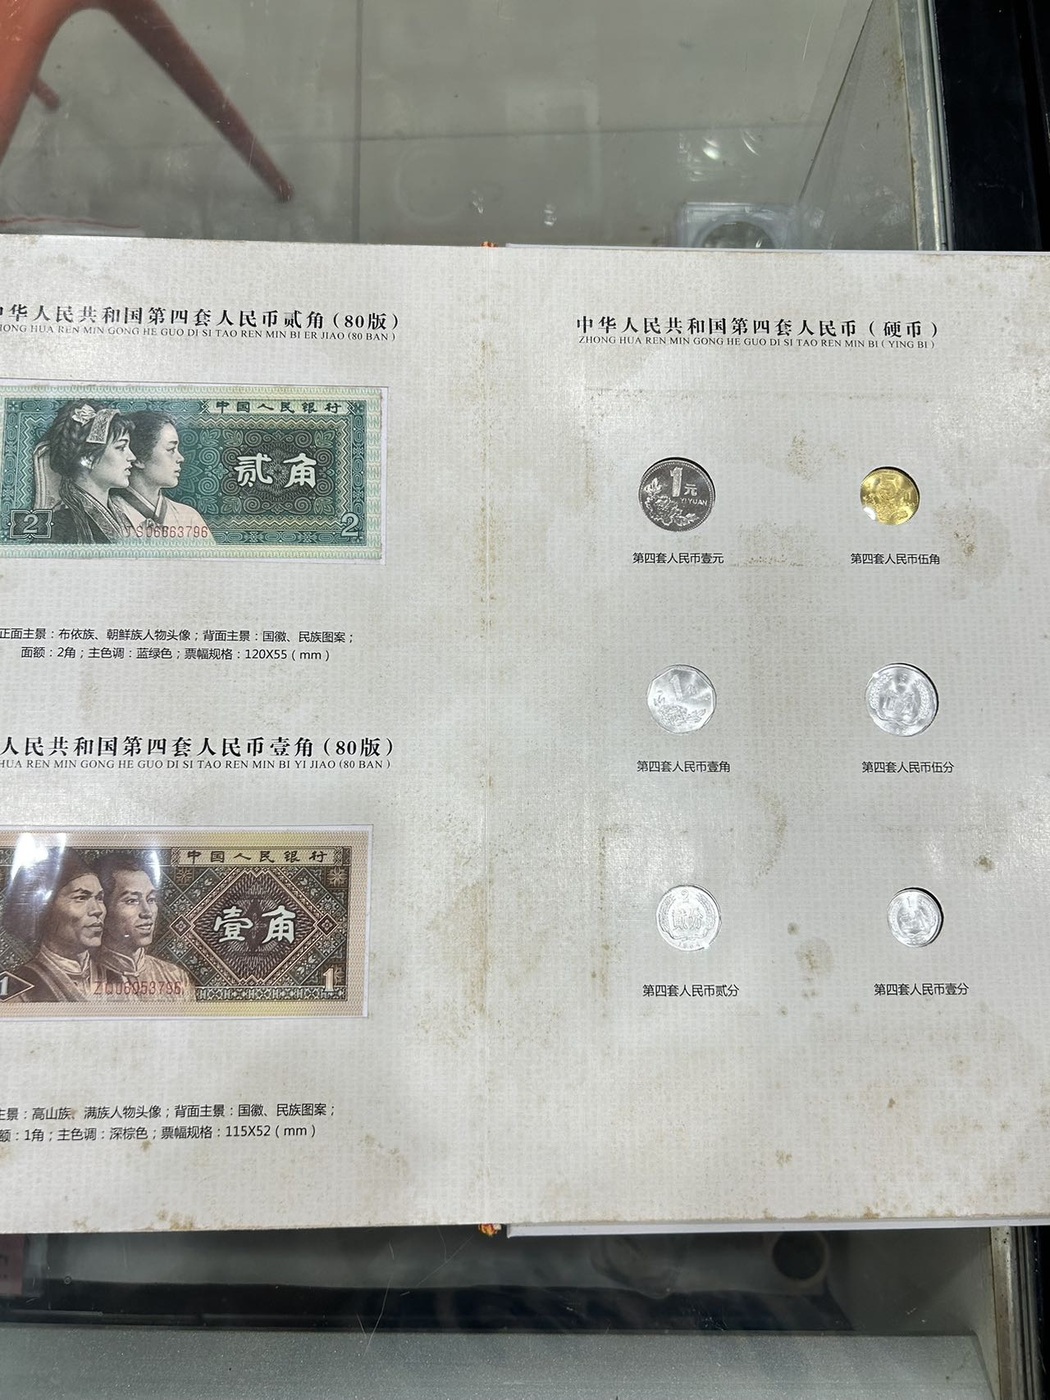 中华人民共和国第四套人民币贰角(80版)
ZHONG HUA REN MIN GONG HE GUO DI SI TAO REN MIN BI ER JIAO (80 BAN)
中国人民银行
贰角
2
JS06663796
2
正面主景:布依族、朝鲜族人物头像;背面主景:国徽、民族图案;
面额:2角;主色调:蓝绿色;票幅规格:120X55(mm)
人民共和国第四套人民币壹角(80版)
HUA REN MIN GONG HE GUO DI SI TAO REN MIN BI YI JIAO (80 BAN)
中国人民银行
壹角
1
1
主景:高山族、满族人物头像;背面主景:国徽、民族图案;
额:1角;主色调:深棕色;票幅规格:115X52(mm)
中华人民共和国第四套人民币(硬币)
ZHONG HUA REN MIN GONG HE GUO DI SI TAO REN MIN BI (YING BI)
1元
YI YUAN
第四套人民币壹元
第四套人民币伍角
1
第四套人民币壹角
第四套人民币伍分
贰分
第四套人民币贰分
第四套人民币壹分